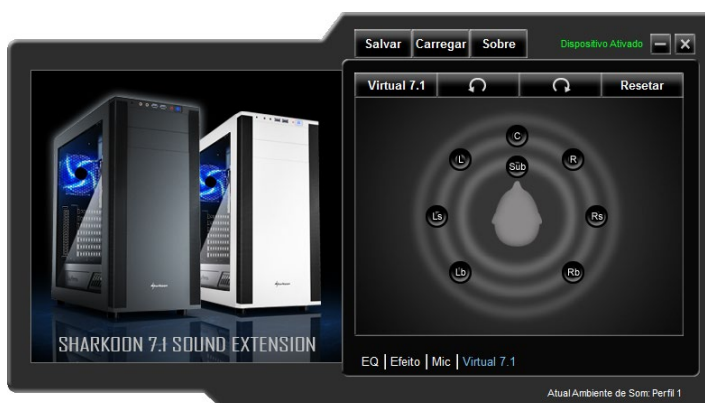 Salvar Carregar Sobre Dispositivo Ativado
Virtual 7.1 Resetar
C
L R
Süb
Ls Rs
Lb Rb
SHARKOON 7.1 SOUND EXTENSION
EQ Efeito Mic Virtual 7.1
Atual Ambiente de Som: Perfil 1